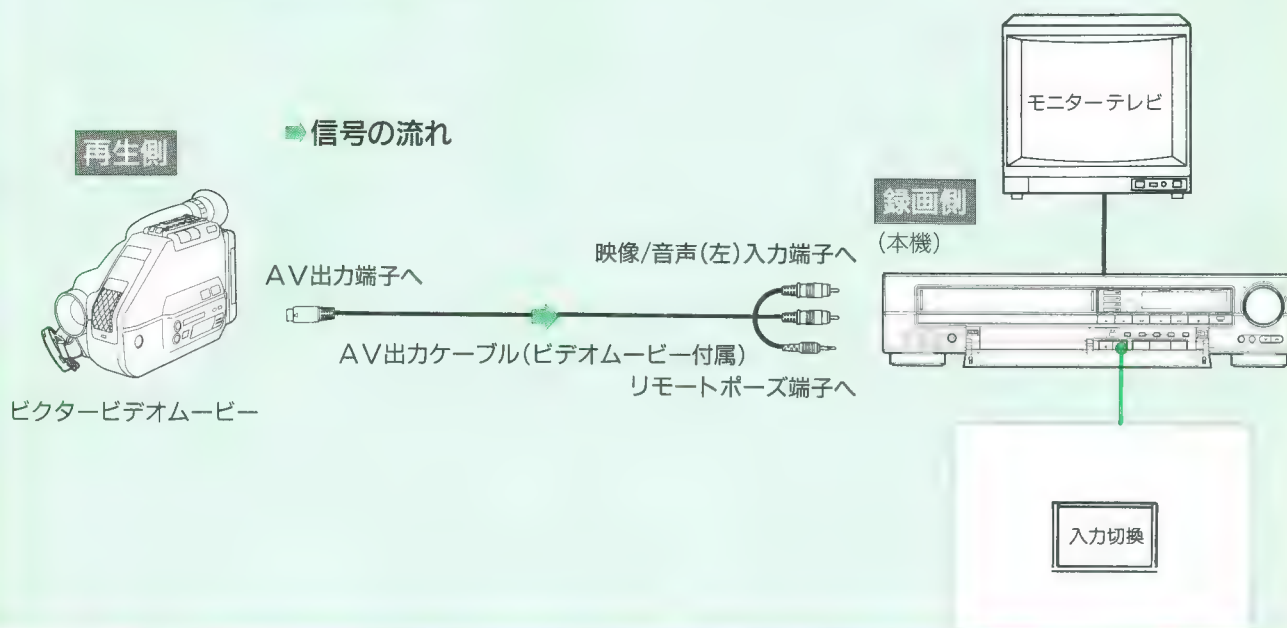 モニターテレビ
➡信号の流れ
再生側
録画側
(本機)
映像/音声(左)入力端子へ
AV出力端子へ
AV出力ケーブル(ビデオムービー付属)
リモートポーズ端子へ
ビクタービデオムービー
入力切換